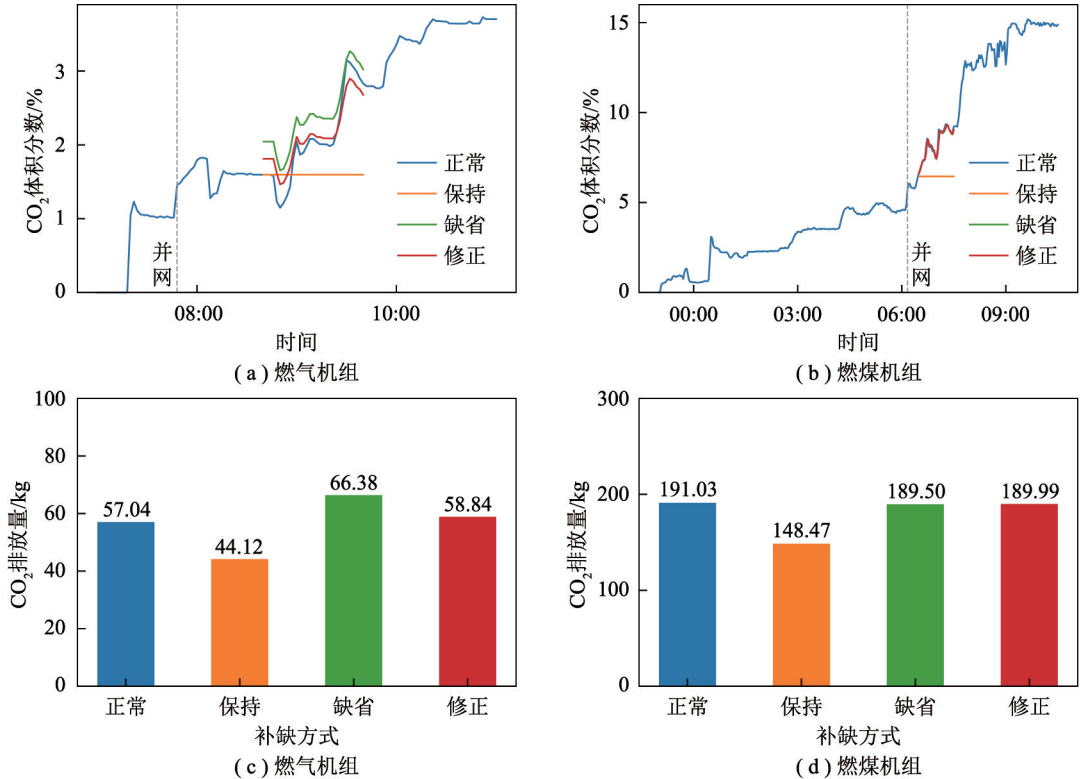 CO₂体积分数/%
3
2
1
0
并
网
正常
保持
缺省
修正
08:00
10:00
时间
(a)燃气机组
CO₂体积分数/%
15
10
5
0
并
网
正常
保持
缺省
修正
00:00
03:00
06:00
09:00
时间
(b)燃煤机组
CO₂排放量/kg
100
80
60
40
20
0
57.04
44.12
66.38
58.84
正常
保持
缺省
修正
补缺方式
(c)燃气机组
CO₂排放量/kg
300
200
100
0
191.03
148.47
189.50
189.99
正常
保持
缺省
修正
补缺方式
(d)燃煤机组